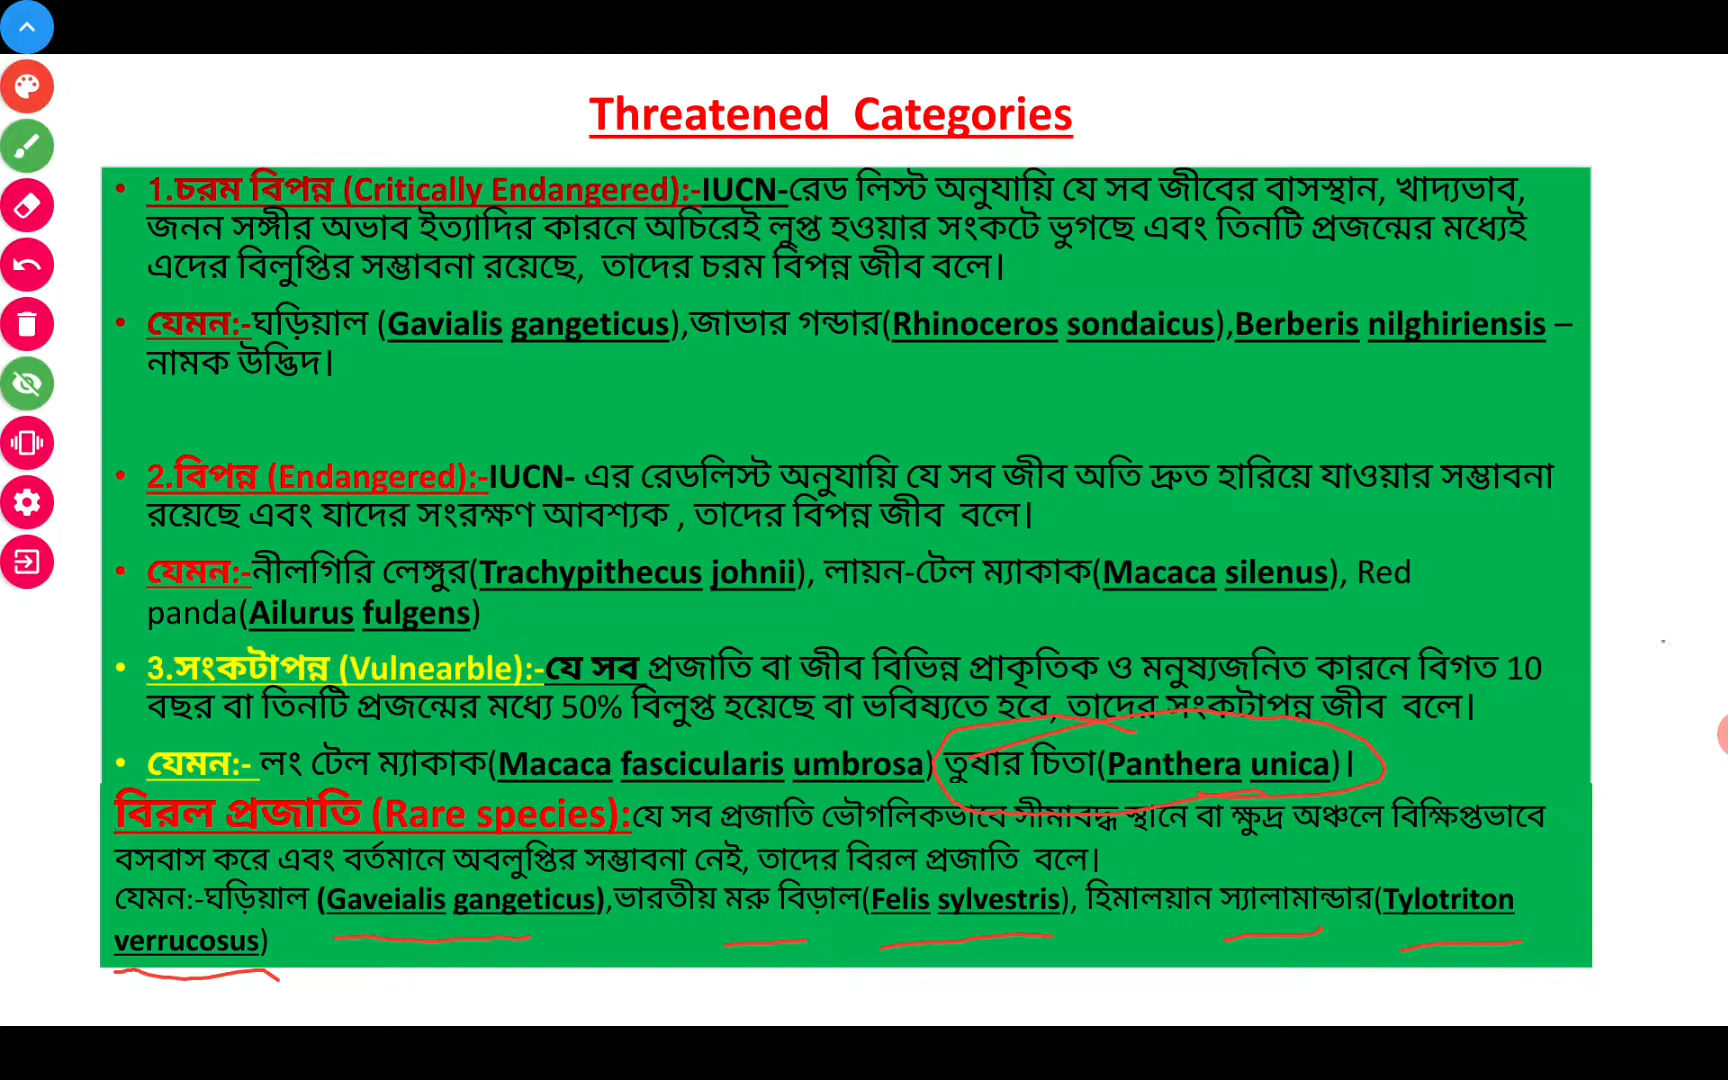 Threatened Categories
• 1.চরম বিপন্ন (Critically Endangered):-IUCN-রেড লিস্ট অনুযায়ি যে সব জীবের বাসস্থান, খাদ্যভাব,
জনন সঙ্গীর অভাব ইত্যাদির কারনে অচিরেই লুপ্ত হওয়ার সংকটে ভুগছে এবং তিনটি প্রজন্মের মধ্যেই
এদের বিলুপ্তির সম্ভাবনা রয়েছে, তাদের চরম বিপন্ন জীব বলে।
• যেমন:-ঘড়িয়াল (Gavialis gangeticus),জাভার গন্ডার(Rhinoceros sondaicus),Berberis nilghiriensis –
নামক উদ্ভিদ।
• 2.বিপন্ন (Endangered):-IUCN- এর রেডলিস্ট অনুযায়ি যে সব জীব অতি দ্রুত হারিয়ে যাওয়ার সম্ভাবনা
রয়েছে এবং যাদের সংরক্ষণ আবশ্যক , তাদের বিপন্ন জীব বলে।
• যেমন:-নীলগিরি লেঙ্গুর(Trachypithecus johnii), লায়ন-টেল ম্যাকাক(Macaca silenus), Red
panda(Ailurus fulgens)
• 3.সংকটাপন্ন (Vulnearble):-যে সব প্রজাতি বা জীব বিভিন্ন প্রাকৃতিক ও মনুষ্যজনিত কারনে বিগত 10
বছর বা তিনটি প্রজন্মের মধ্যে 50% বিলুপ্ত হয়েছে বা ভবিষ্যতে হবে, তাদের সংকটাপন্ন জীব বলে।
• যেমন:- লং টেল ম্যাকাক(Macaca fascicularis umbrosa) তুষার চিতা(Panthera unica)।
বিরল প্রজাতি (Rare species):যে সব প্রজাতি ভৌগলিকভাবে সীমাবদ্ধ স্থানে বা ক্ষুদ্র অঞ্চলে বিক্ষিপ্তভাবে
বসবাস করে এবং বর্তমানে অবলুপ্তির সম্ভাবনা নেই, তাদের বিরল প্রজাতি বলে।
যেমন:-ঘড়িয়াল (Gaveialis gangeticus),ভারতীয় মরু বিড়াল(Felis sylvestris), হিমালয়ান স্যালামান্ডার(Tylotriton
verrucosus)